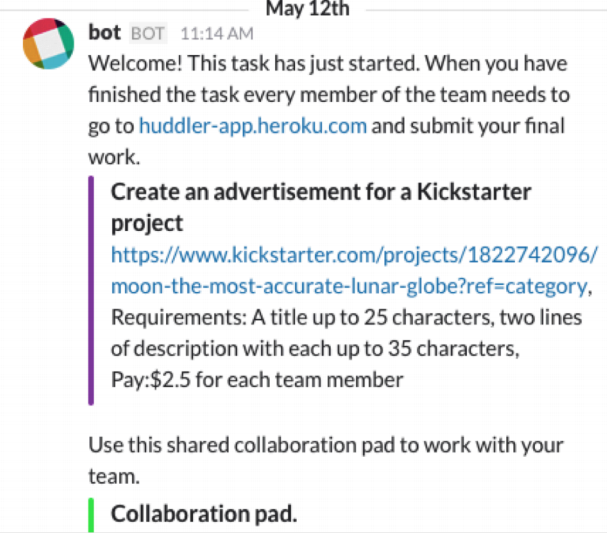 May 12th
bot BOT 11:14 AM
Welcome! This task has just started. When you have
finished the task every member of the team needs to
go to huddler-app.heroku.com and submit your final
work.
Create an advertisement for a Kickstarter
project
https://www.kickstarter.com/projects/1822742096/
moon-the-most-accurate-lunar-globe?ref=category,
Requirements: A title up to 25 characters, two lines
of description with each up to 35 characters,
Pay:$2.5 for each team member
Use this shared collaboration pad to work with your
team.
Collaboration pad.